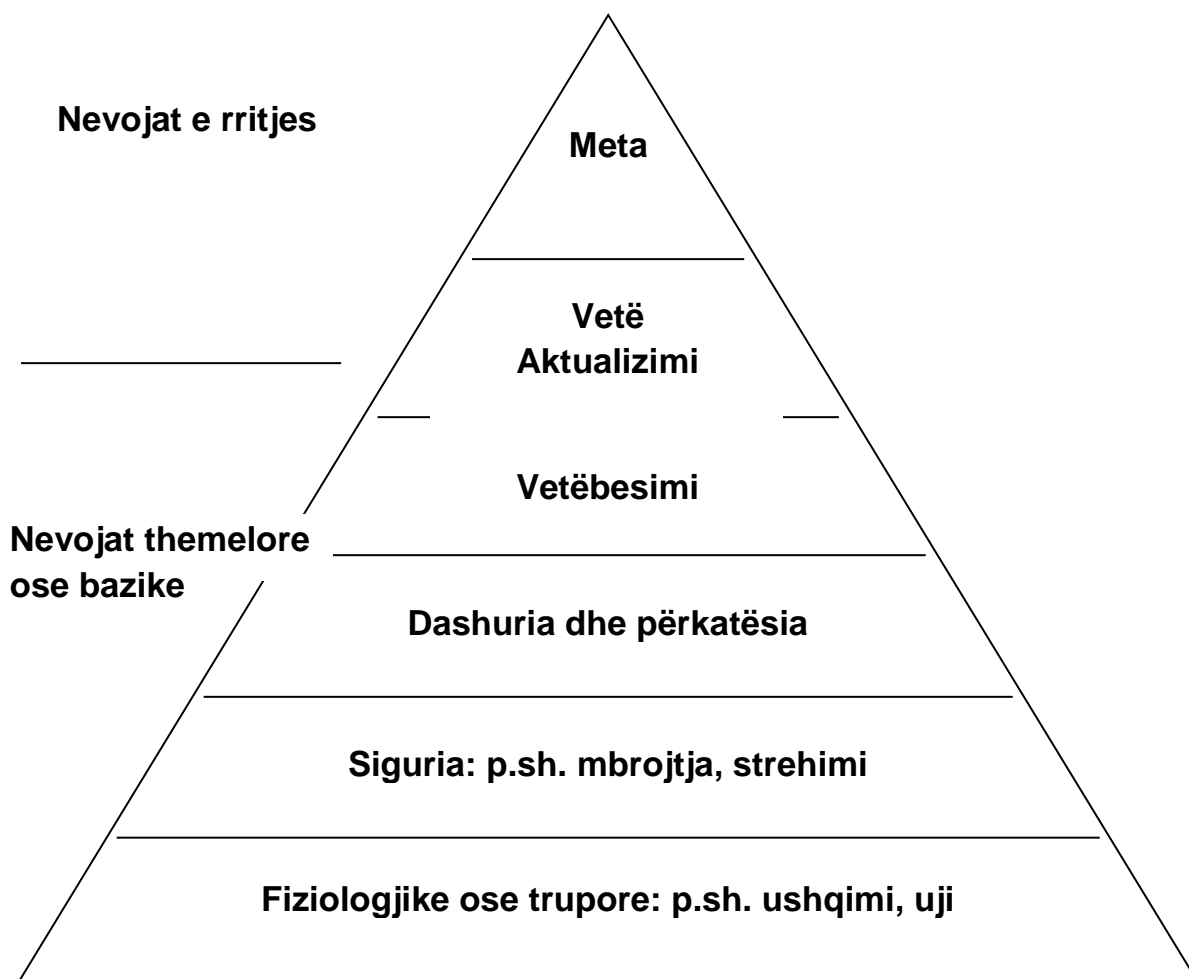 Nevojat e rritjes
Meta
Vetë
Aktualizimi
Vetëbesimi
Nevojat themelore
ose bazike
Dashuria dhe përkatësia
Siguria: p.sh. mbrojtja, strehimi
Fiziologjike ose trupore: p.sh. ushqimi, uji